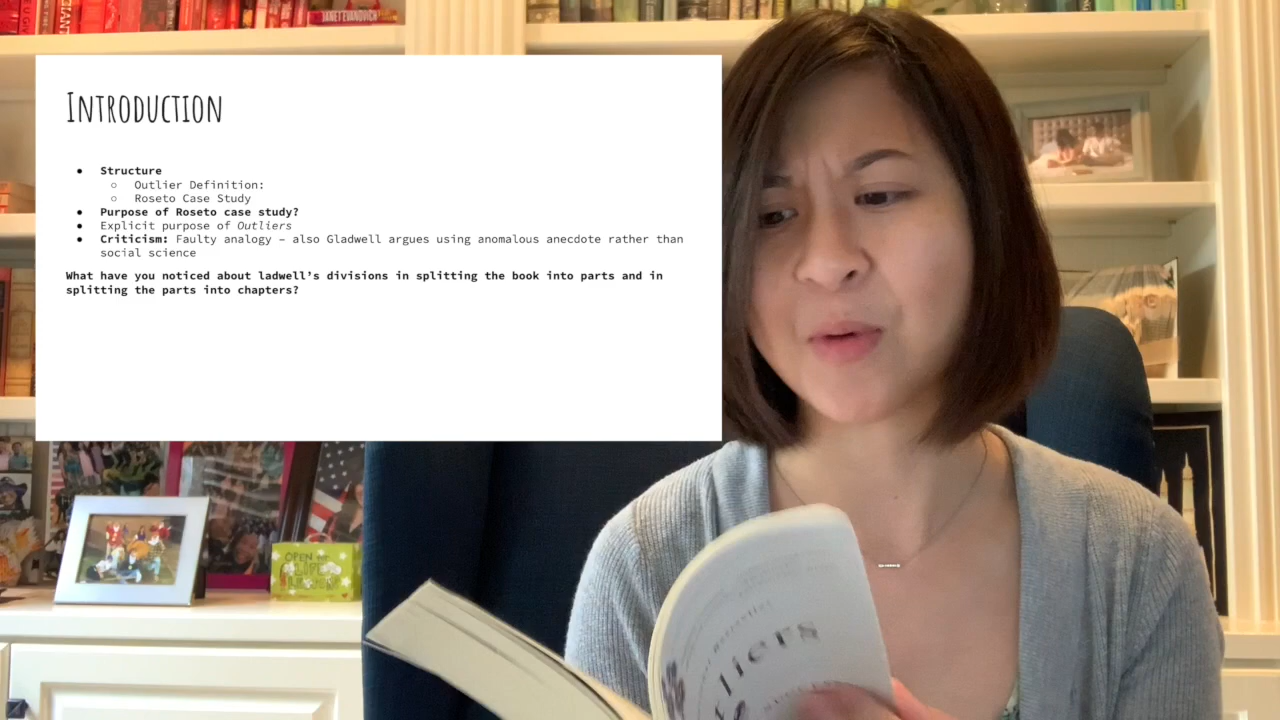 JANET EVANOVICH
INTRODUCTION
Structure
Outlier Definition:
Roseto Case Study
Purpose of Roseto case study?
Explicit purpose of Outliers
Criticism: Faulty analogy – also Gladwell argues using anomalous anecdote rather than
social science
What have you noticed about ladwell’s divisions in splitting the book into parts and in
splitting the parts into chapters?
OPEN
liers